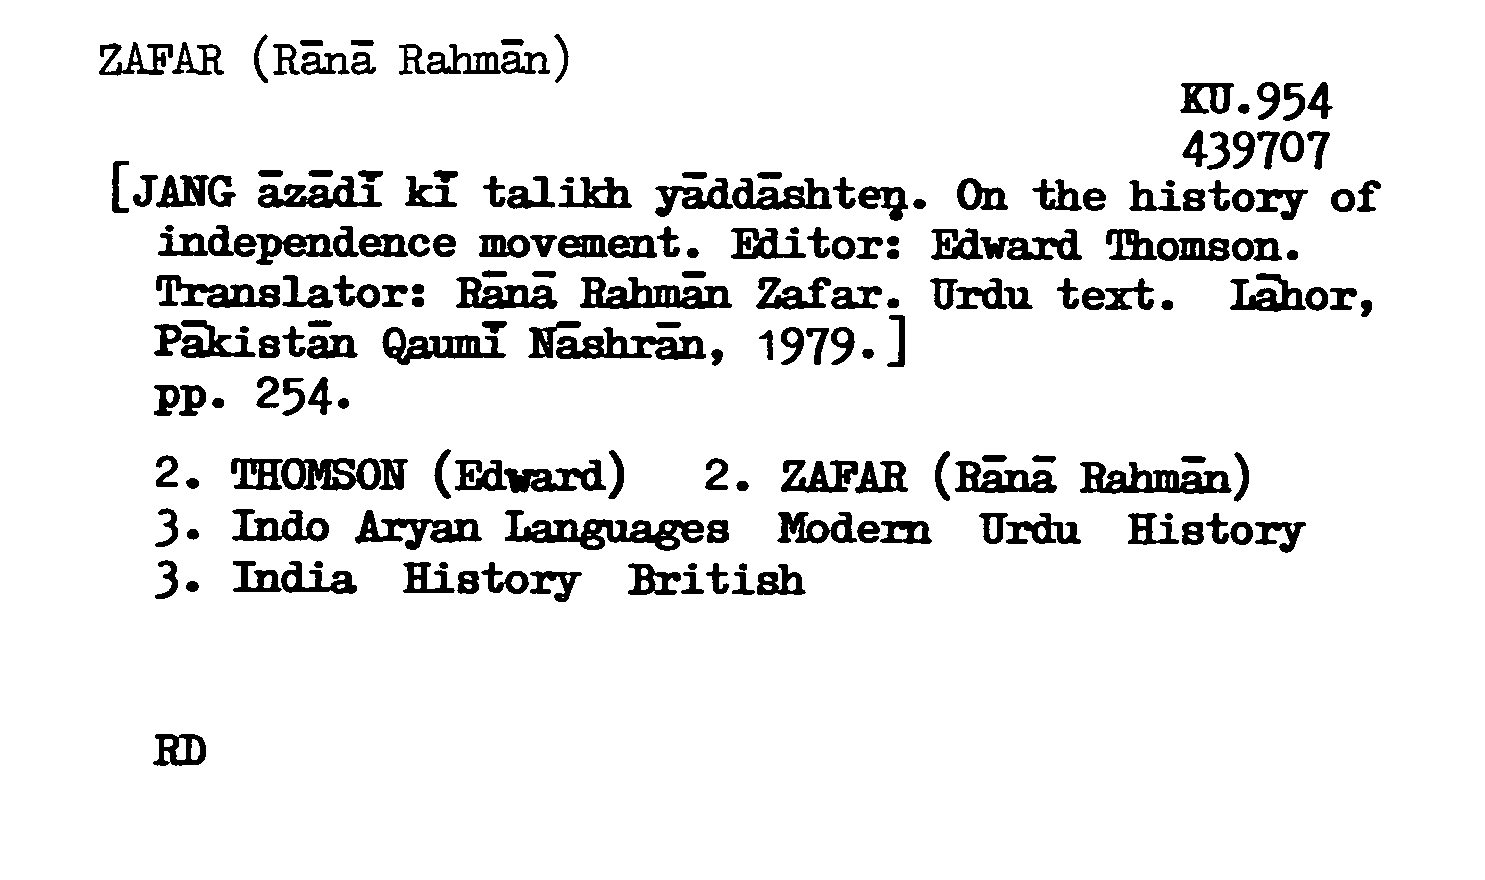 ZAFAR (Rānā Rahmān)
KU.954
439707
[JANG āzādī kī talikh yāddāshteṇ. On the history of
independence movement. Editor: Edward Thomson.
Translator: Rānā Rahmān Zafar. Urdu text. Lāhor,
Pākistān Qaumī Nāshrān, 1979.]
pp. 254.
2. THOMSON (Edward) 2. ZAFAR (Rānā Rahmān)
3. Indo Aryan Languages Modern Urdu History
3. India History British
RD